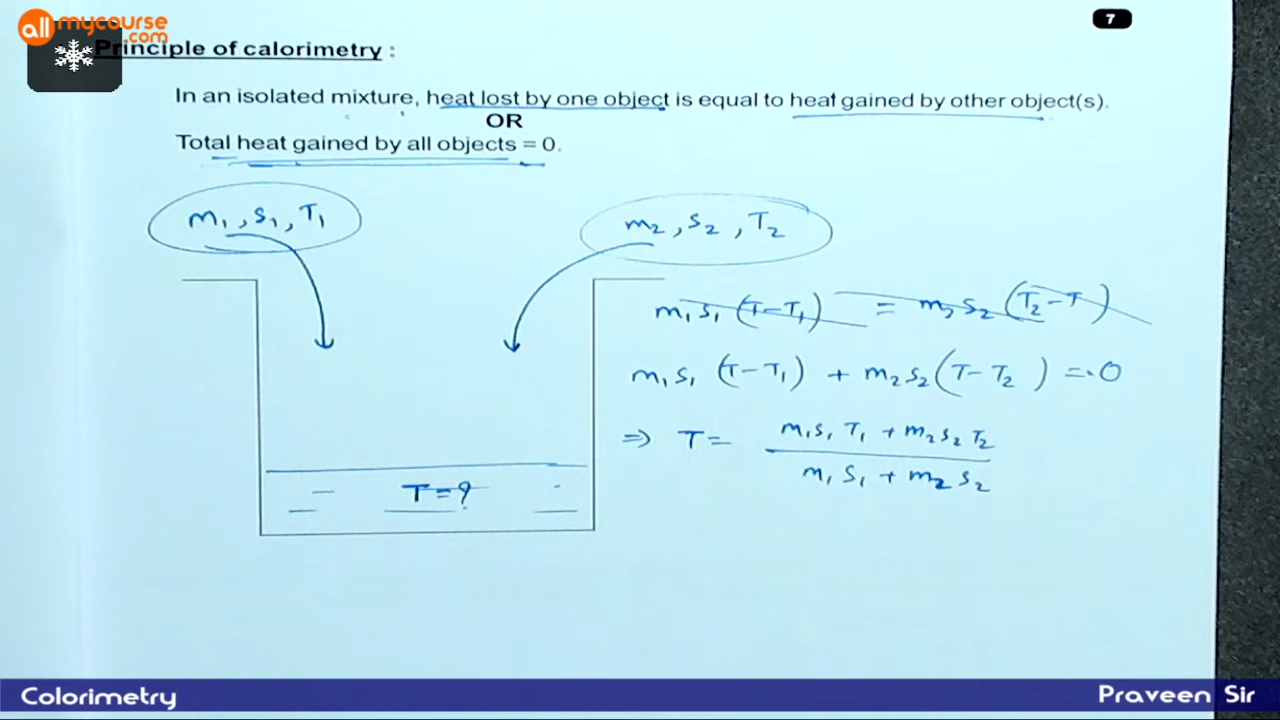 allmycourse.com
7
Principle of calorimetry :
In an isolated mixture, heat lost by one object is equal to heat gained by other object(s).
OR
Total heat gained by all objects = 0.
m₁, s₁, T₁
m₂, s₂, T₂
m₁s₁ (T-T₁) = m₂s₂ (T₂-T)
m₁s₁ (T-T₁) + m₂s₂ (T-T₂) = 0
⇒ T = m₁s₁T₁ + m₂s₂T₂
m₁s₁ + m₂s₂
T=?
Colorimetry
Praveen Sir